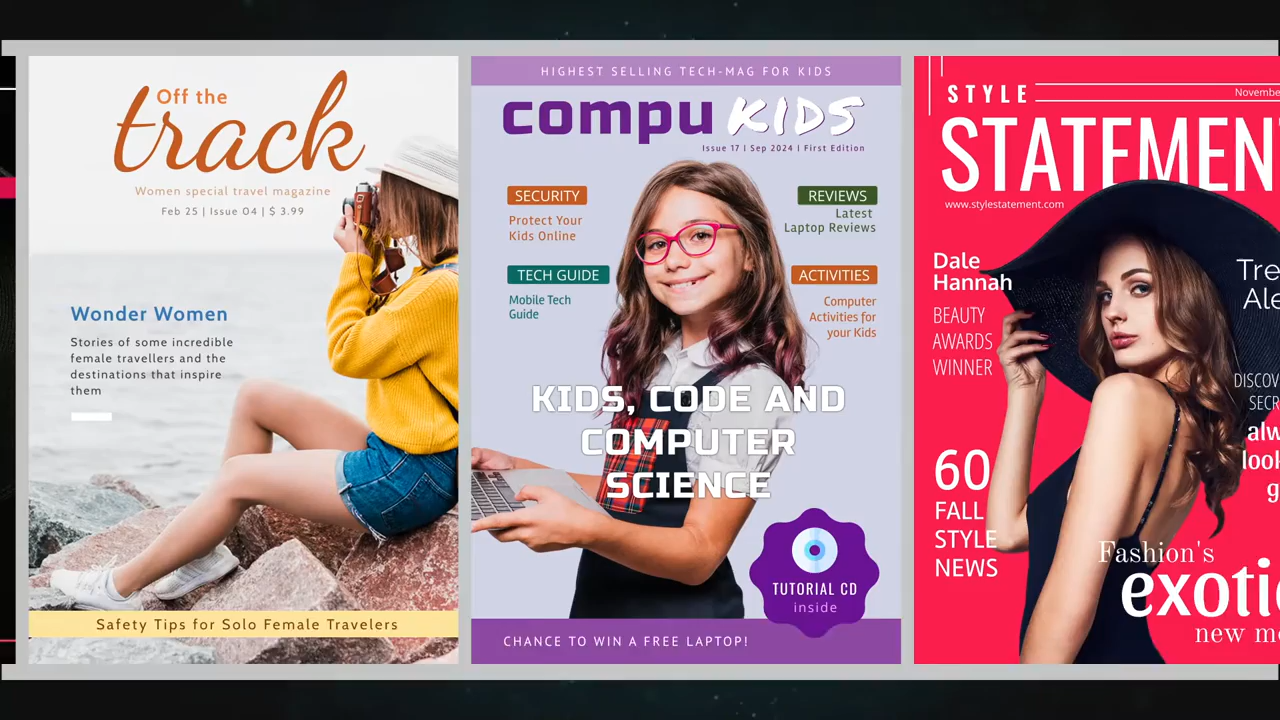 Off the
track
Women special travel magazine
Feb 25 | Issue 04 | $ 3.99
Wonder Women
Stories of some incredible
female travellers and the
destinations that inspire
them
Safety Tips for Solo Female Travelers
HIGHEST SELLING TECH-MAG FOR KIDS
compu KIDS
Issue 17 | Sep 2024 | First Edition
SECURITY
Protect Your
Kids Online
TECH GUIDE
Mobile Tech
Guide
REVIEWS
Latest
Laptop Reviews
ACTIVITIES
Computer
Activities for
your Kids
KIDS, CODE AND
COMPUTER
SCIENCE
TUTORIAL CD
inside
CHANCE TO WIN A FREE LAPTOP!
STYLE
STATEMEN
www.stylestatement.com
Dale
Hannah
BEAUTY
AWARDS
WINNER
60
FALL
STYLE
NEWS
Fashion's
new